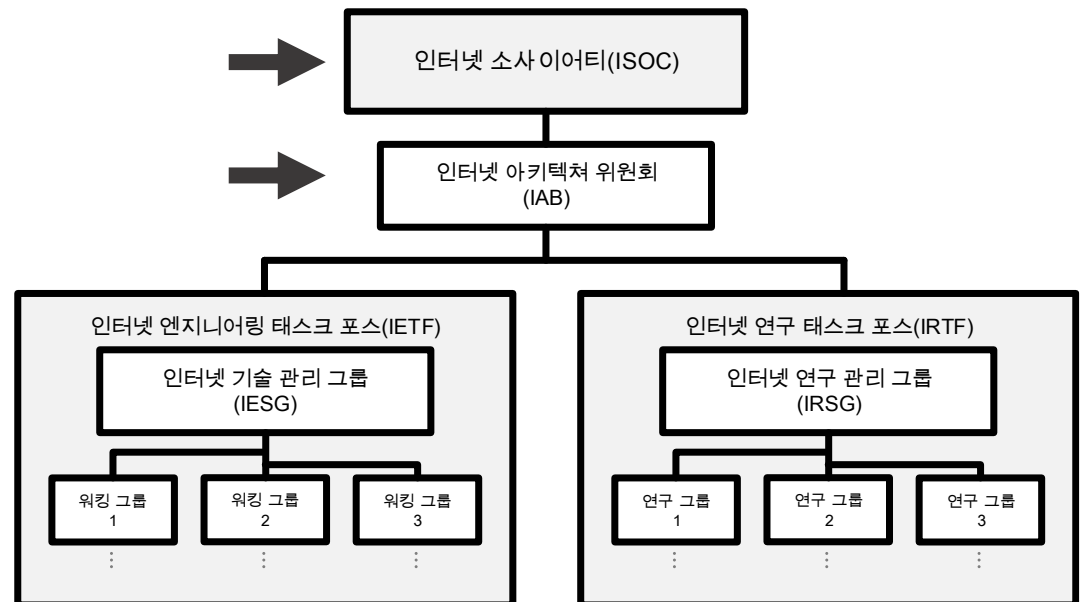 인터넷 소사이어티(ISOC)
인터넷 아키텍쳐 위원회
(IAB)
인터넷 엔지니어링 태스크 포스(IETF)
인터넷 기술 관리 그룹
(IESG)
워킹 그룹
1
워킹 그룹
2
워킹 그룹
3
인터넷 연구 태스크 포스(IRTF)
인터넷 연구 관리 그룹
(IRSG)
연구 그룹
1
연구 그룹
2
연구 그룹
3